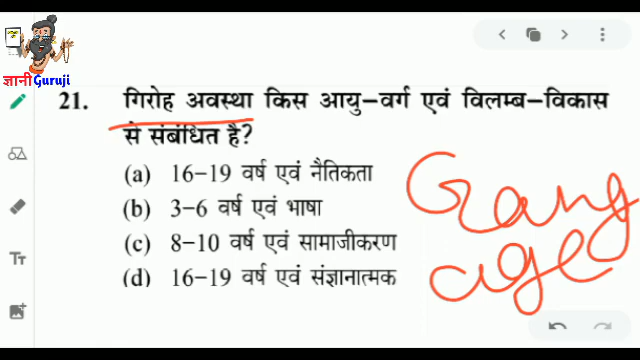 ज्ञानीGuruji
21. गिरोह अवस्था किस आयु–वर्ग एवं विलम्ब–विकास
से संबंधित है?
(a) 16–19 वर्ष एवं नैतिकता
(b) 3–6 वर्ष एवं भाषा
(c) 8–10 वर्ष एवं सामाजीकरण
(d) 16–19 वर्ष एवं संज्ञानात्मक
Gang
age
Tт